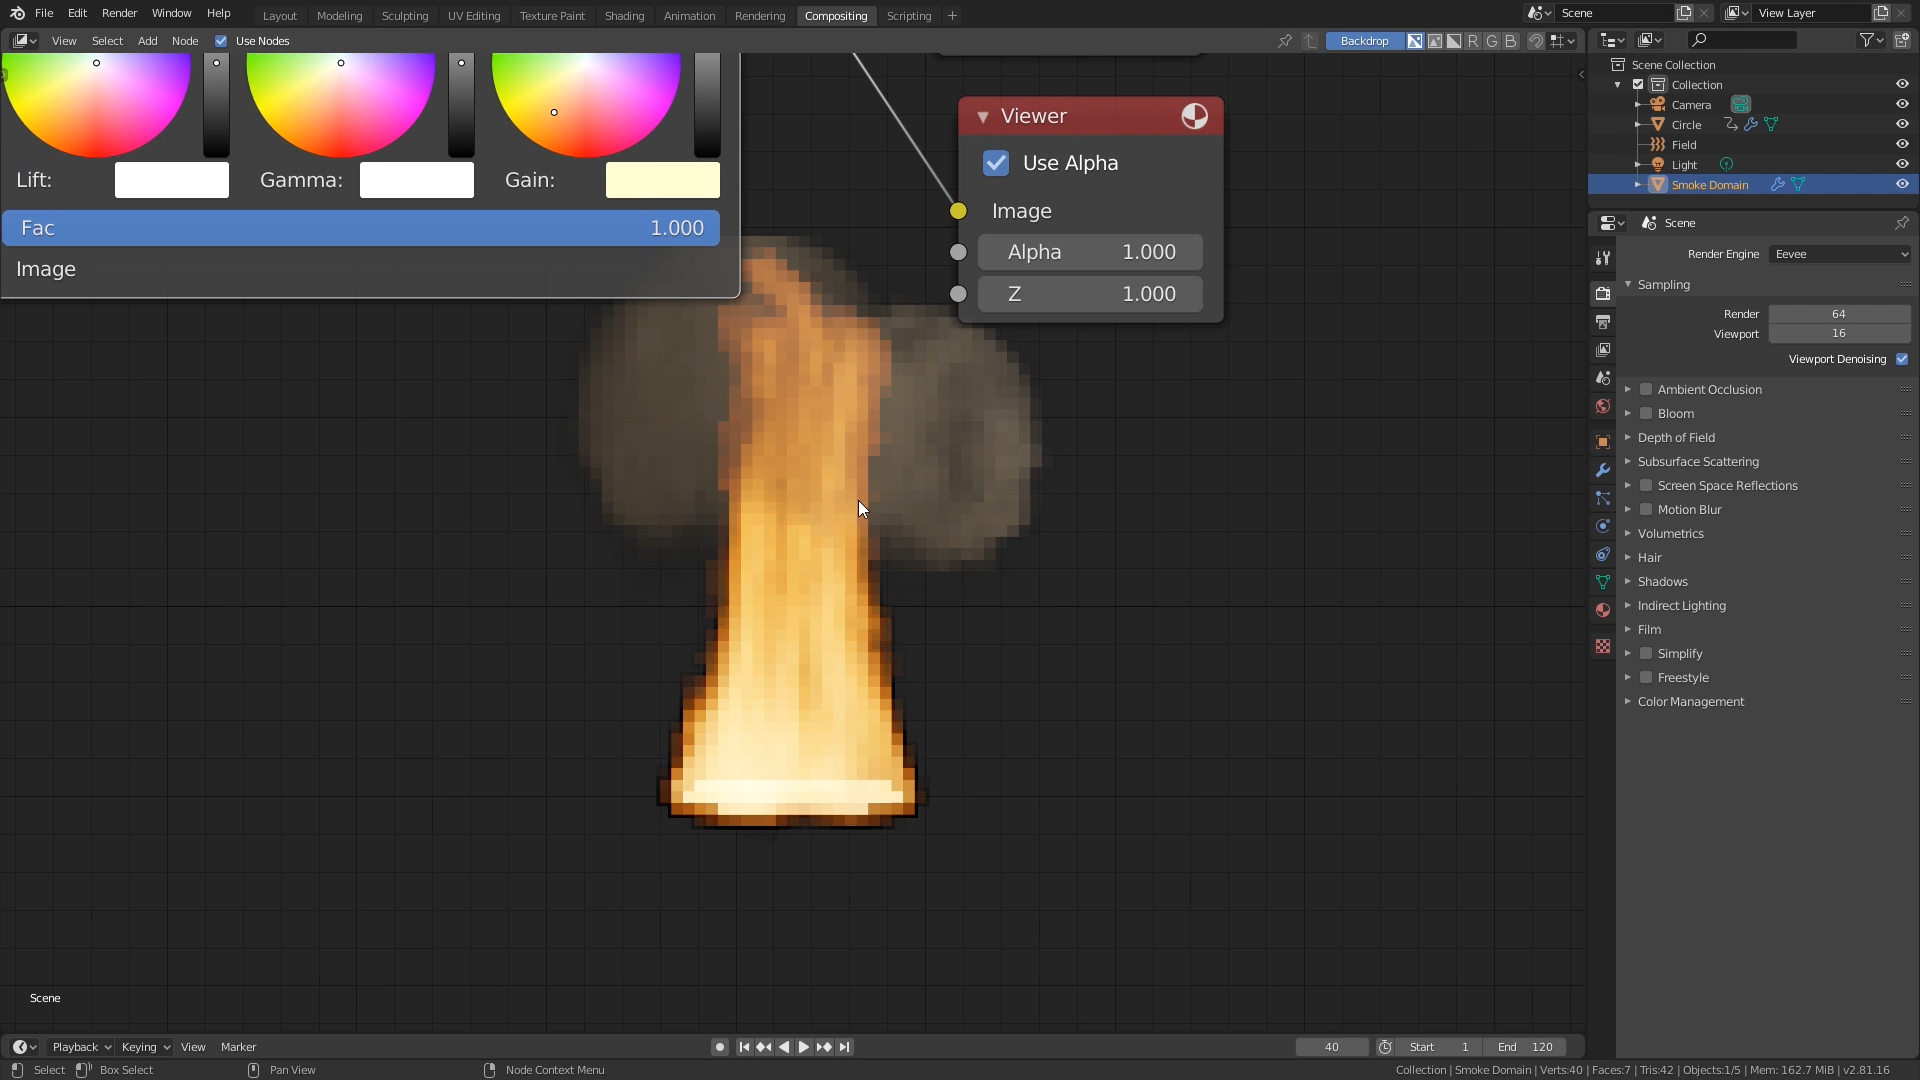 File Edit Render Window Help
Layout Modeling Sculpting UV Editing Texture Paint Shading Animation Rendering Compositing Scripting +
Scene
View Layer
View Select Add Node Use Nodes
Backdrop R G B
Lift: Gamma: Gain:
Fac 1.000
Image
Viewer
Use Alpha
Image
Alpha 1.000
Z 1.000
Scene Collection
Collection
Camera
Circle
Field
Light
Smoke Domain
Scene
Render Engine Eevee
Sampling
Render 64
Viewport 16
Viewport Denoising
Ambient Occlusion
Bloom
Depth of Field
Subsurface Scattering
Screen Space Reflections
Motion Blur
Volumetrics
Hair
Shadows
Indirect Lighting
Film
Simplify
Freestyle
Color Management
Scene
Playback Keying View Marker
40 Start 1 End 120
Select Box Select Pan View Node Context Menu
Collection | Smoke Domain | Verts:40 | Faces:7 | Tris:42 | Objects:1/5 | Mem: 162.7 MiB | v2.81.16